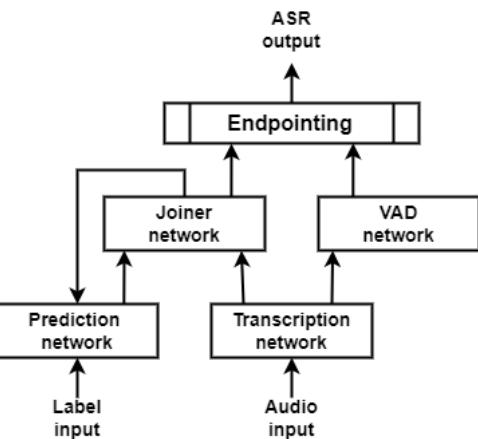 ASR
output
Endpointing
Joiner
network
VAD
network
Prediction
network
Transcription
network
Label
input
Audio
input